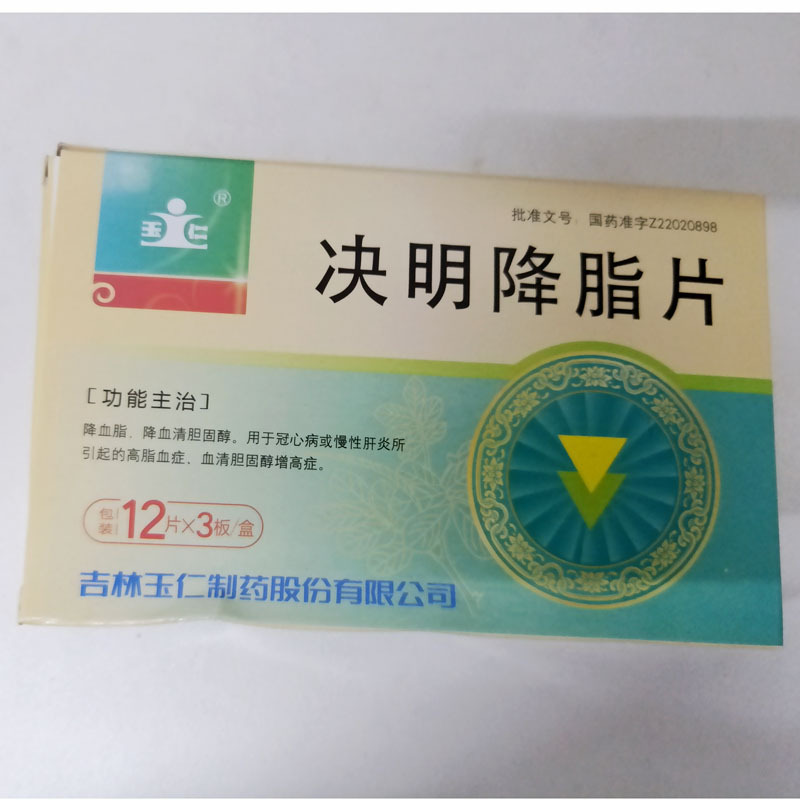 玉仁®
批准文号:国药准字Z22020898
决明降脂片
[功能主治]
降血脂,降血清胆固醇。用于冠心病或慢性肝炎所
引起的高脂血症,血清胆固醇增高症。
包装 12片×3板/盒
吉林玉仁制药股份有限公司